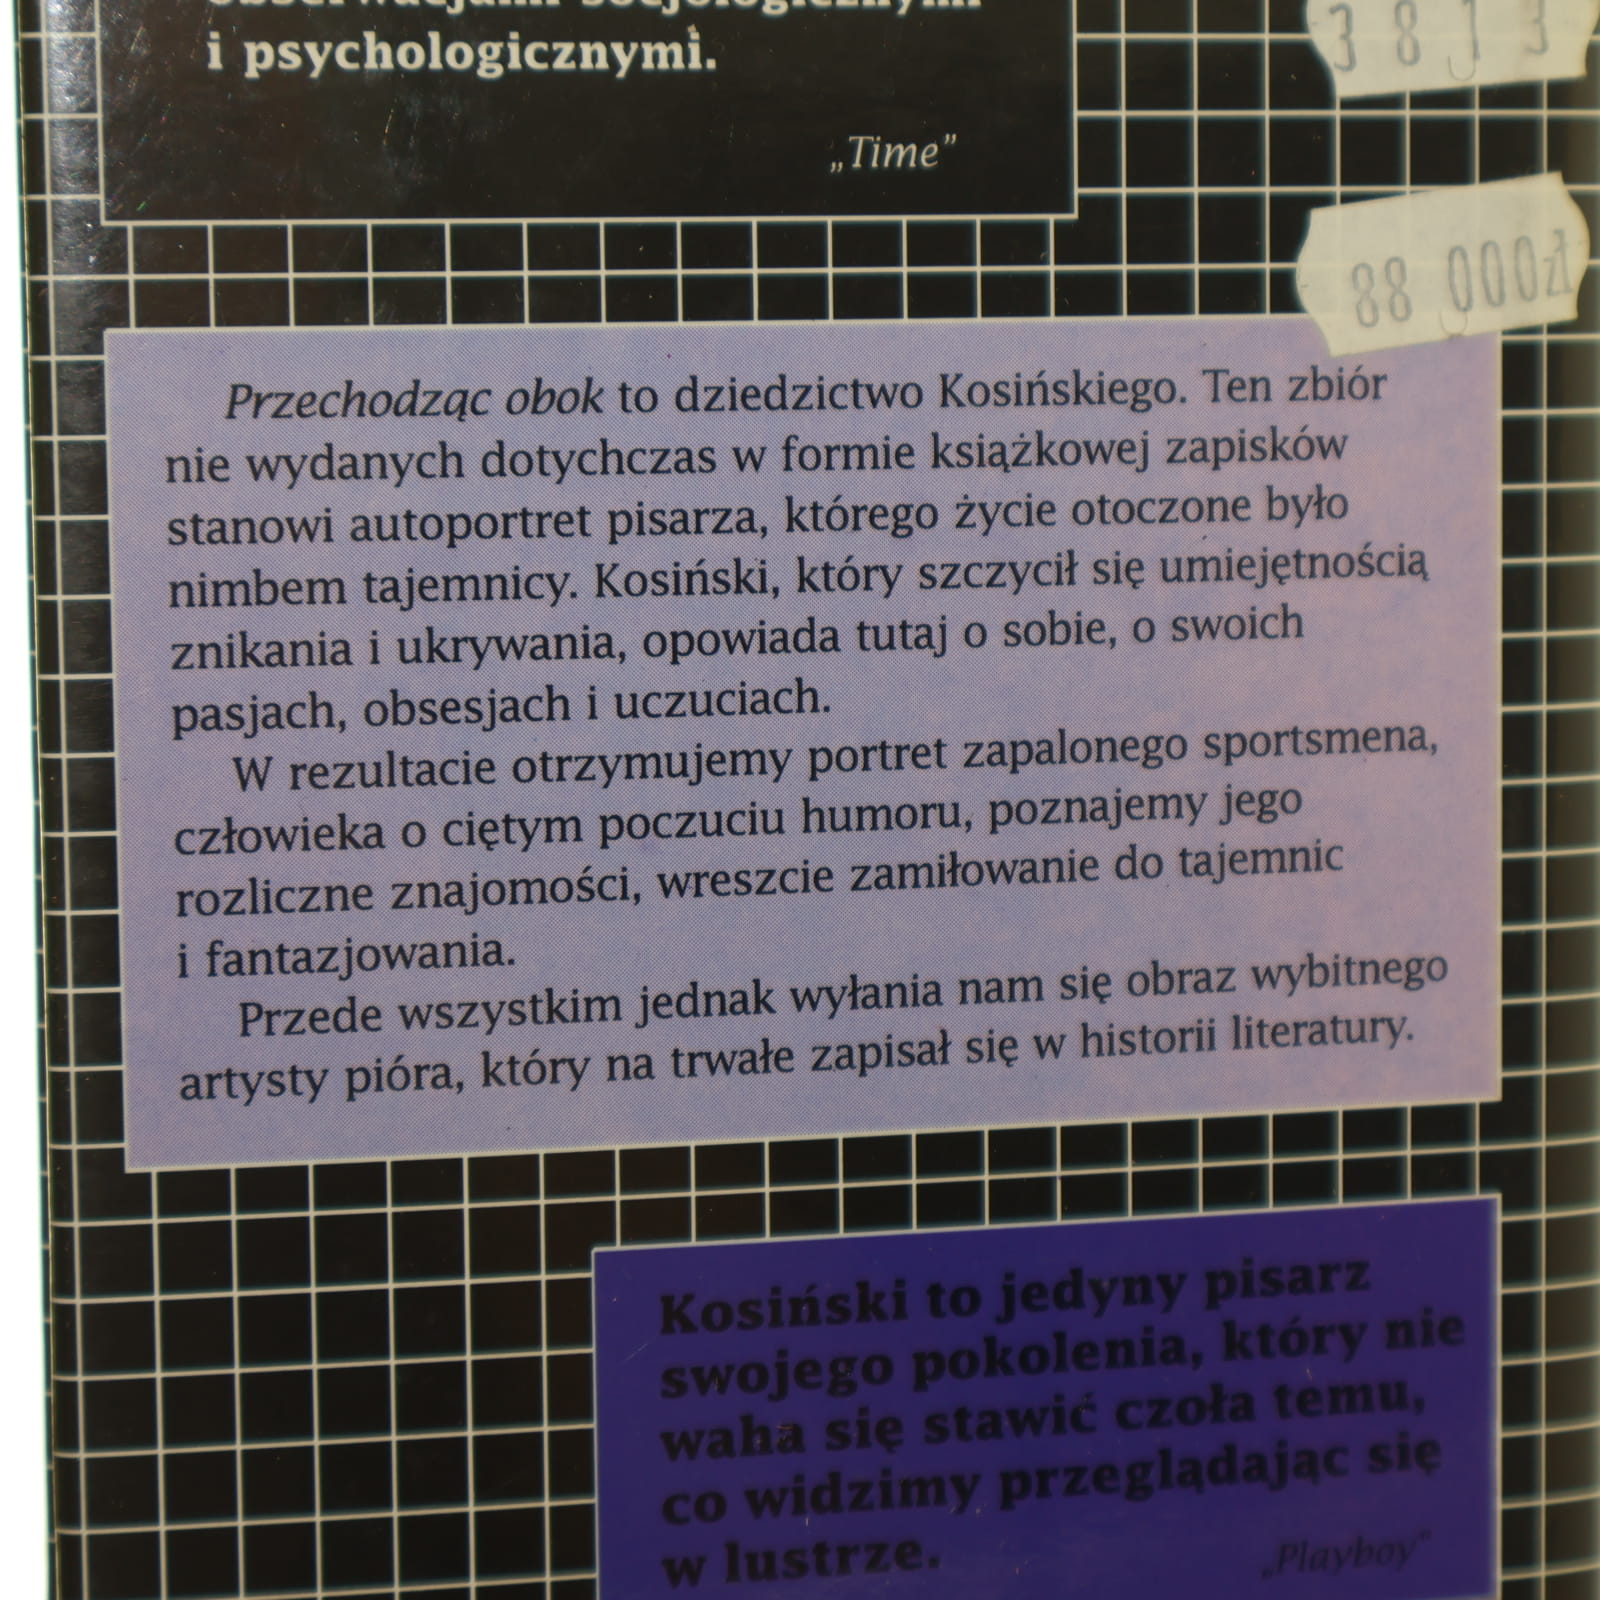 obserwacjami socjologicznymi
i psychologicznymi.
„Time”
3813
88 000zł
Przechodząc obok to dziedzictwo Kosińskiego. Ten zbiór
nie wydanych dotychczas w formie książkowej zapisków
stanowi autoportret pisarza, którego życie otoczone było
nimbem tajemnicy. Kosiński, który szczycił się umiejętnością
znikania i ukrywania, opowiada tutaj o sobie, o swoich
pasjach, obsesjach i uczuciach.
W rezultacie otrzymujemy portret zapalonego sportsmena,
człowieka o ciętym poczuciu humoru, poznajemy jego
rozliczne znajomości, wreszcie zamiłowanie do tajemnic
i fantazjowania.
Przede wszystkim jednak wyłania nam się obraz wybitnego
artysty pióra, który na trwałe zapisał się w historii literatury.
Kosiński to jedyny pisarz
swojego pokolenia, który nie
waha się stawić czoła temu,
co widzimy przeglądając się
w lustrze.
„Playboy”